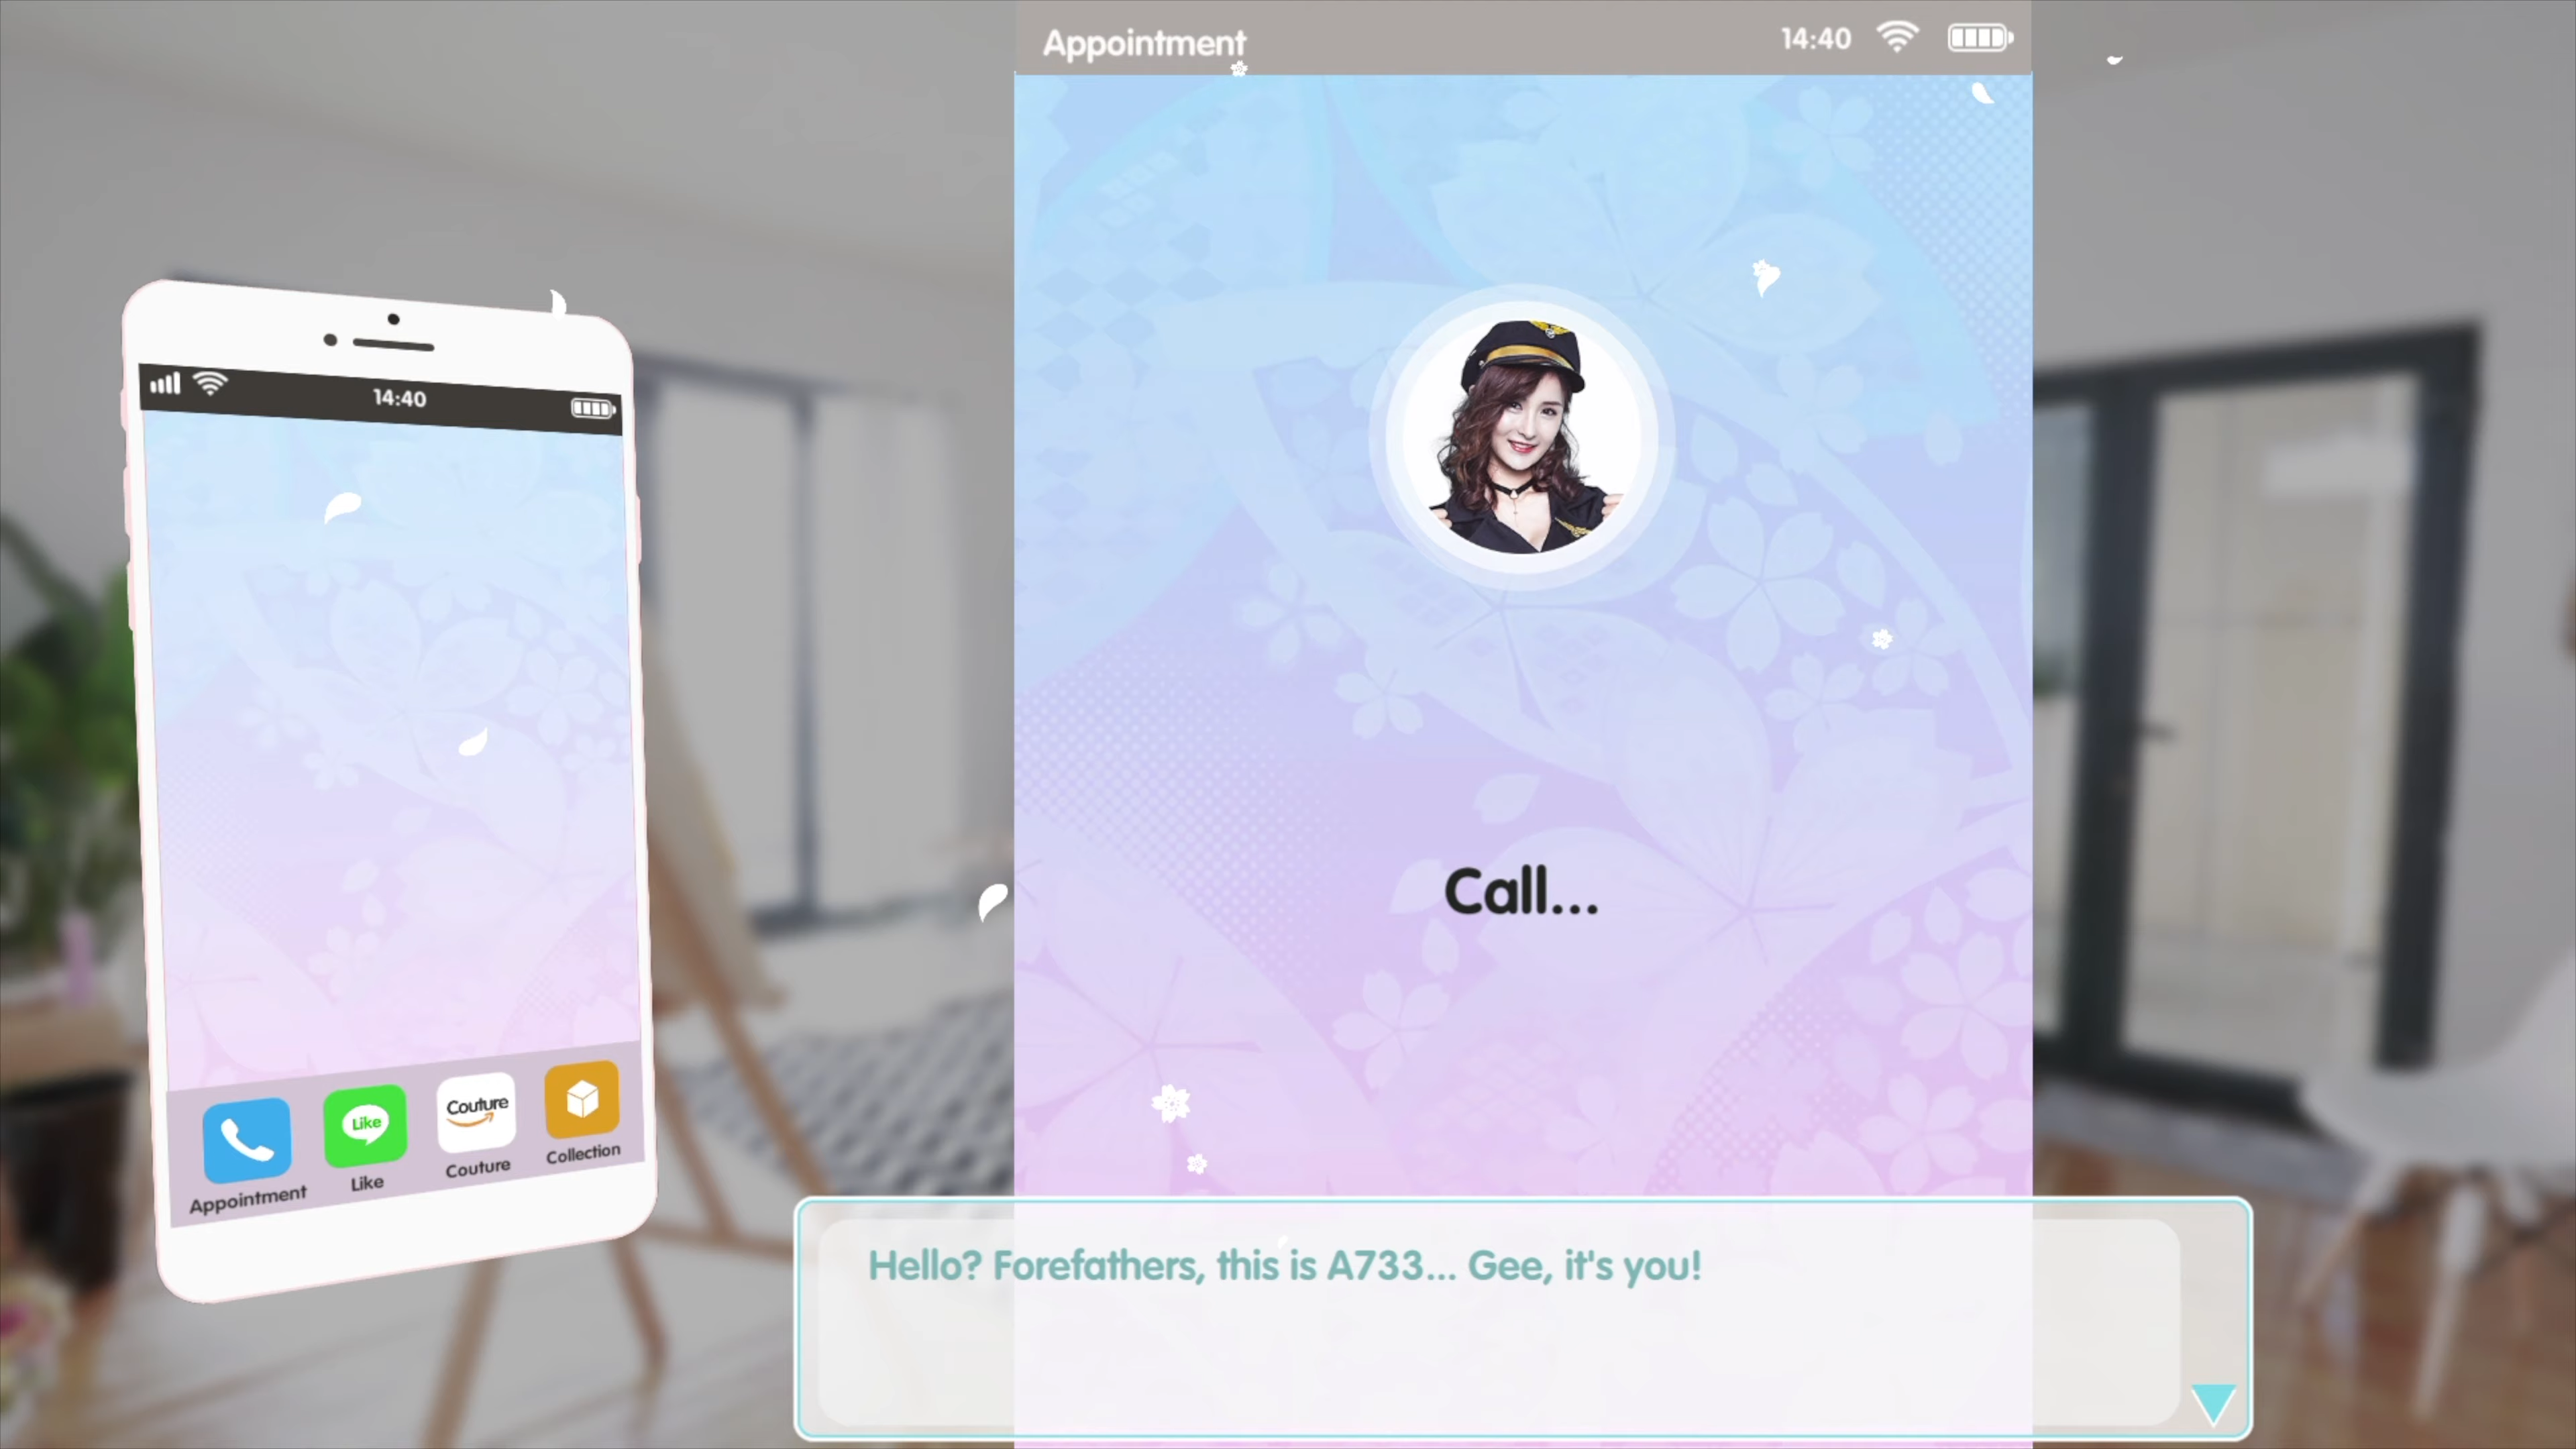 Appointment
14:40
14:40
Call...
Like
Couture
Appointment
Like
Couture
Collection
Hello? Forefathers, this is A733... Gee, it's you!